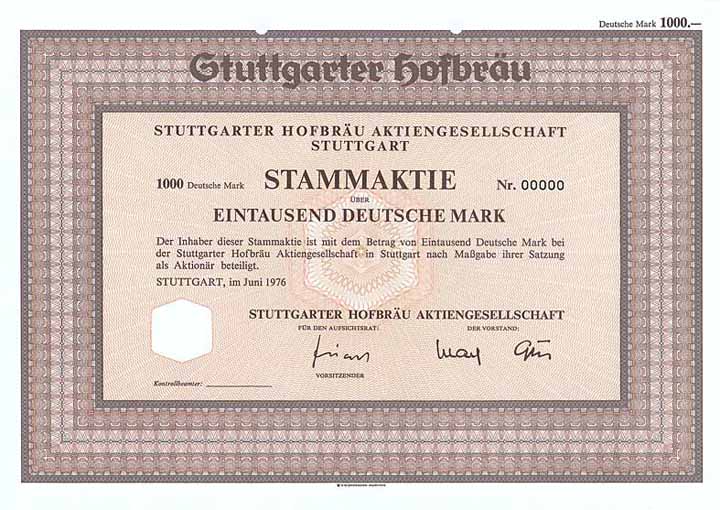 Deutsche Mark 1000.—
Stuttgarter Hofbräu
STUTTGARTER HOFBRÄU AKTIENGESELLSCHAFT
STUTTGART
1000 Deutsche Mark STAMMAKTIE Nr. 00000
ÜBER
EINTAUSEND DEUTSCHE MARK
Der Inhaber dieser Stammaktie ist mit dem Betrag von Eintausend Deutsche Mark bei
der Stuttgarter Hofbräu Aktiengesellschaft in Stuttgart nach Maßgabe ihrer Satzung
als Aktionär beteiligt.
STUTTGART, im Juni 1976
STUTTGARTER HOFBRÄU AKTIENGESELLSCHAFT
FÜR DEN AUFSICHTSRAT: DER VORSTAND:
VORSITZENDER
Kontrollbeamter: